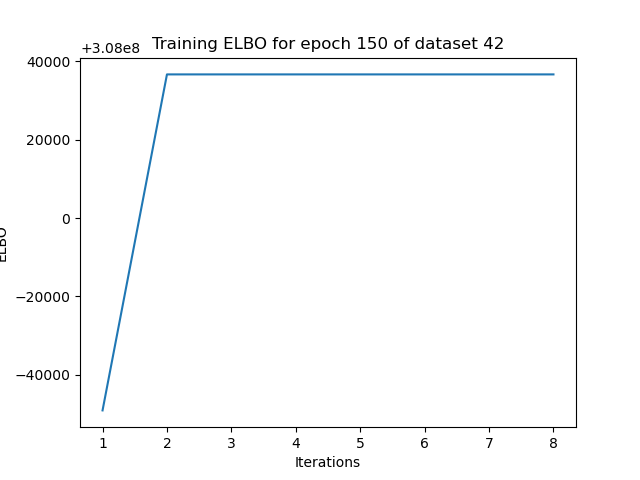 Training ELBO for epoch 150 of dataset 42
+3.08e8
40000
20000
0
−20000
−40000
ELBO
1 2 3 4 5 6 7 8
Iterations